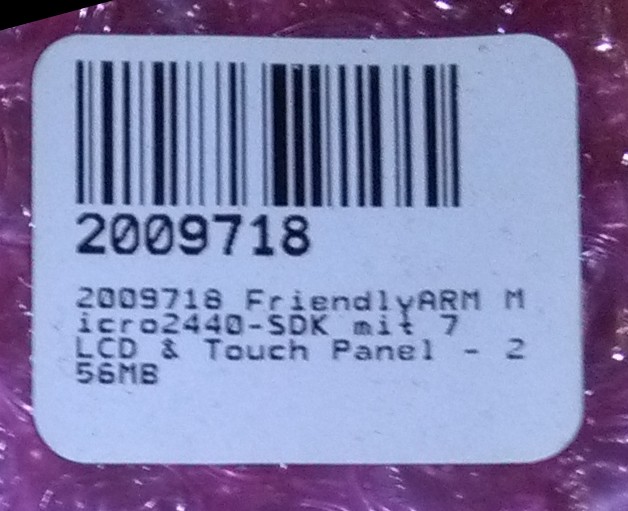 2009718
2009718 FriendlyARM M
icro2440-SDK mit 7
LCD & Touch Panel - 2
56MB